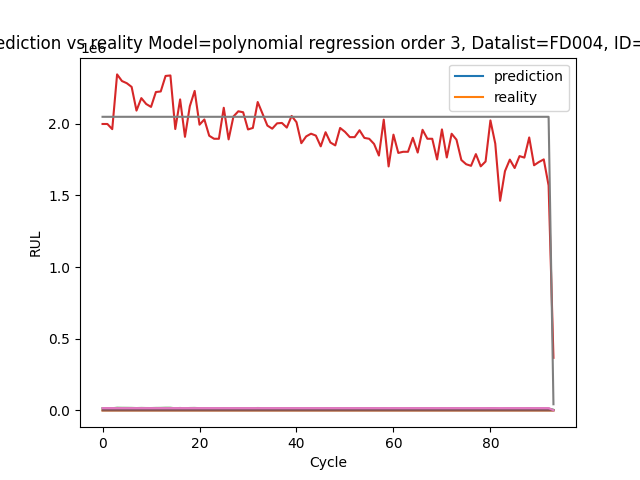 ediction vs reality Model=polynomial regression order 3, Datalist=FD004, ID=
1e6
prediction
reality
2.0
1.5
1.0
0.5
0.0
RUL
0 20 40 60 80
Cycle